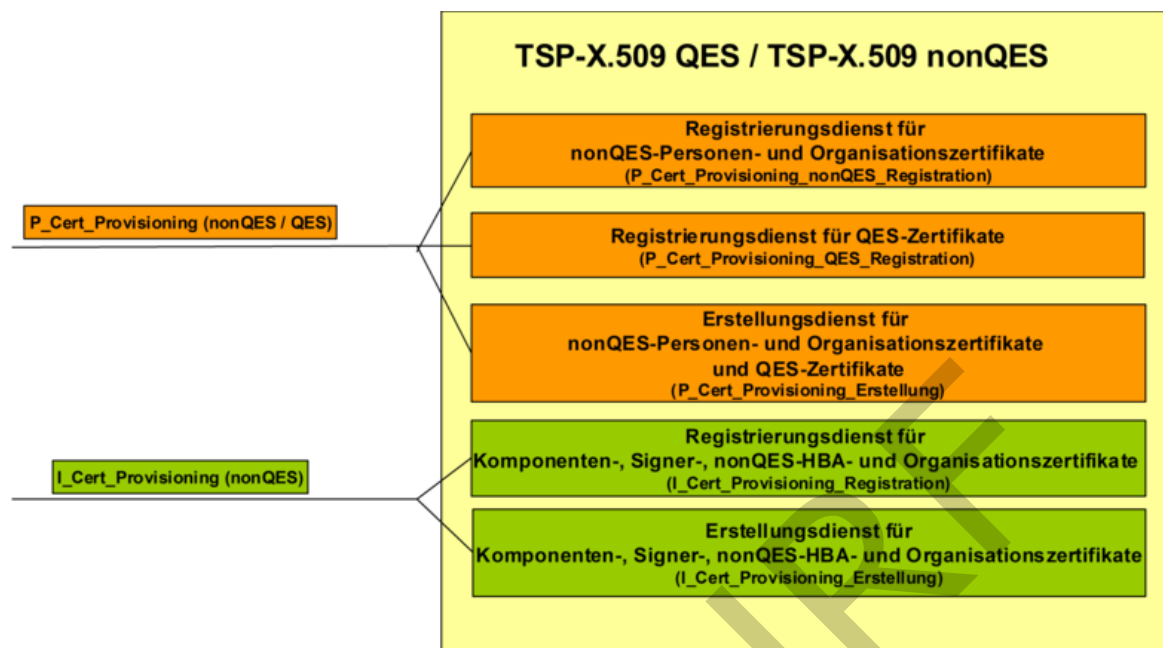 TSP-X.509 QES / TSP-X.509 nonQES
Registrierungsdienst für
nonQES-Personen- und Organisationszertifikate
(P_Cert_Provisioning_nonQES_Registration)
P_Cert_Provisioning (nonQES / QES)
Registrierungsdienst für QES-Zertifikate
(P_Cert_Provisioning_QES_Registration)
Erstellungsdienst für
nonQES-Personen- und Organisationszertifikate
und QES-Zertifikate
(P_Cert_Provisioning_Erstellung)
I_Cert_Provisioning (nonQES)
Registrierungsdienst für
Komponenten-, Signer-, nonQES-HBA- und Organisationszertifikate
(I_Cert_Provisioning_Registration)
Erstellungsdienst für
Komponenten-, Signer-, nonQES-HBA- und Organisationszertifikate
(I_Cert_Provisioning_Erstellung)